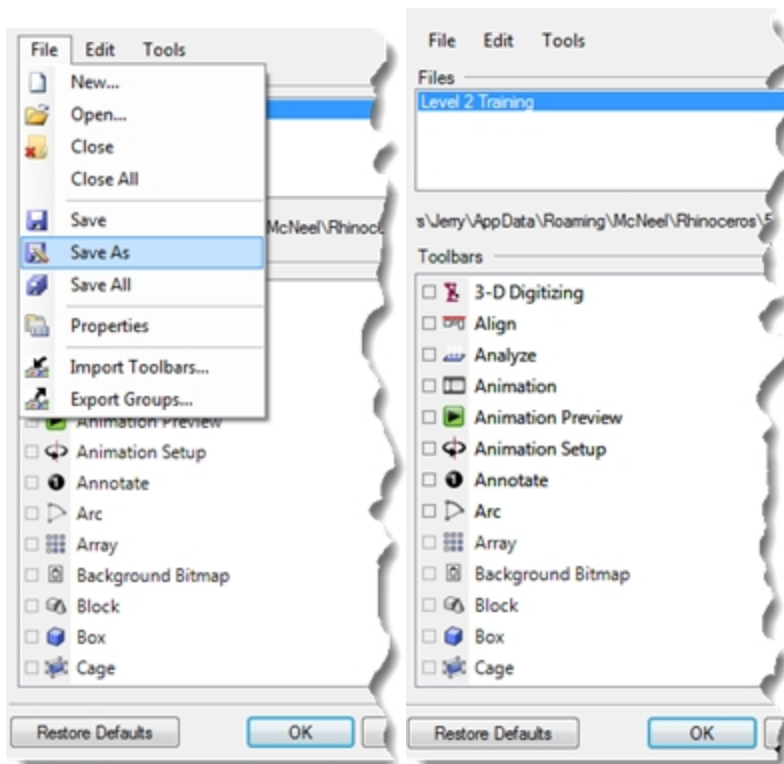 File Edit Tools
New...
Open...
Close
Close All
Save
McNeel\Rhinoc
Save As
Save All
Properties
Import Toolbars...
Export Groups...
Animation Preview
Animation Setup
Annotate
Arc
Array
Background Bitmap
Block
Box
Cage
Restore Defaults OK
File Edit Tools
Files
Level 2 Training
s\Jerry\AppData\Roaming\McNeel\Rhinoceros\5
Toolbars
3-D Digitizing
Align
Analyze
Animation
Animation Preview
Animation Setup
Annotate
Arc
Array
Background Bitmap
Block
Box
Cage
Restore Defaults OK